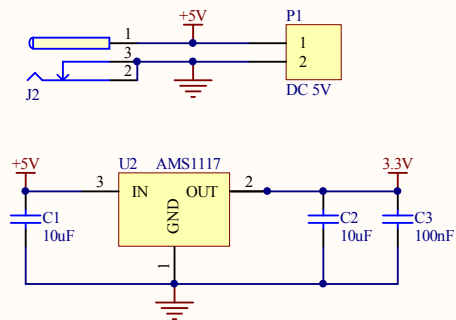 +5V
P1
1
1
3
2
2
J2
DC 5V
+5V
U2 AMS1117
2
3.3V
3
IN OUT
GND
C1
10uF
C2
10uF
C3
100nF
1